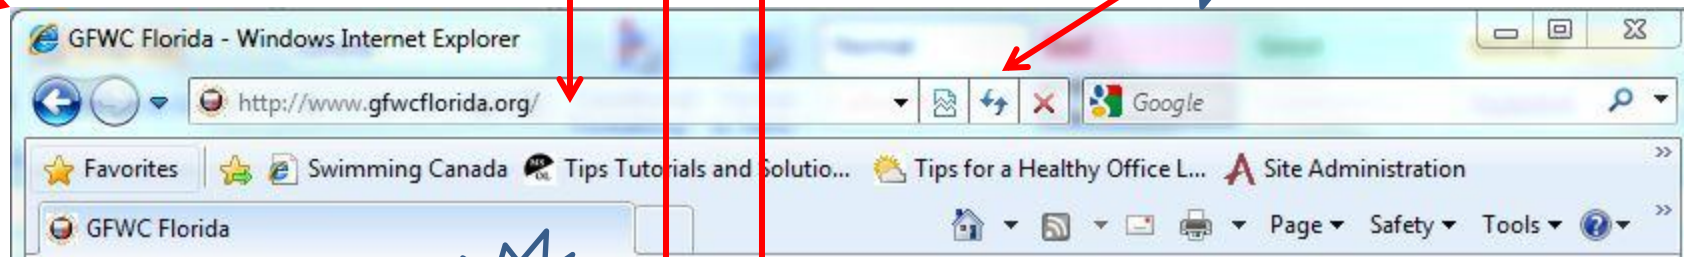 GFWC Florida - Windows Internet Explorer
http://www.gfwcflorida.org/ Google
Favorites Swimming Canada Tips Tutorials and Solutio... Tips for a Healthy Office L... Site Administration
GFWC Florida Page Safety Tools